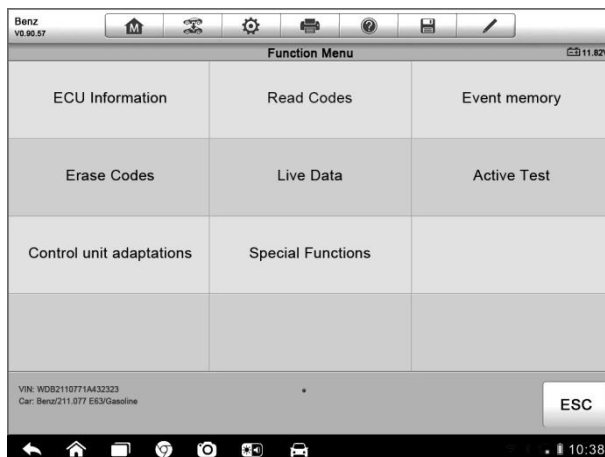 Benz
V0.90.57
M
Function Menu
11.82V
ECU Information
Read Codes
Event memory
Erase Codes
Live Data
Active Test
Control unit adaptations
Special Functions
VIN: WDB2110771A432323
Car: Benz/211.077 E63/Gasoline
ESC
10:38